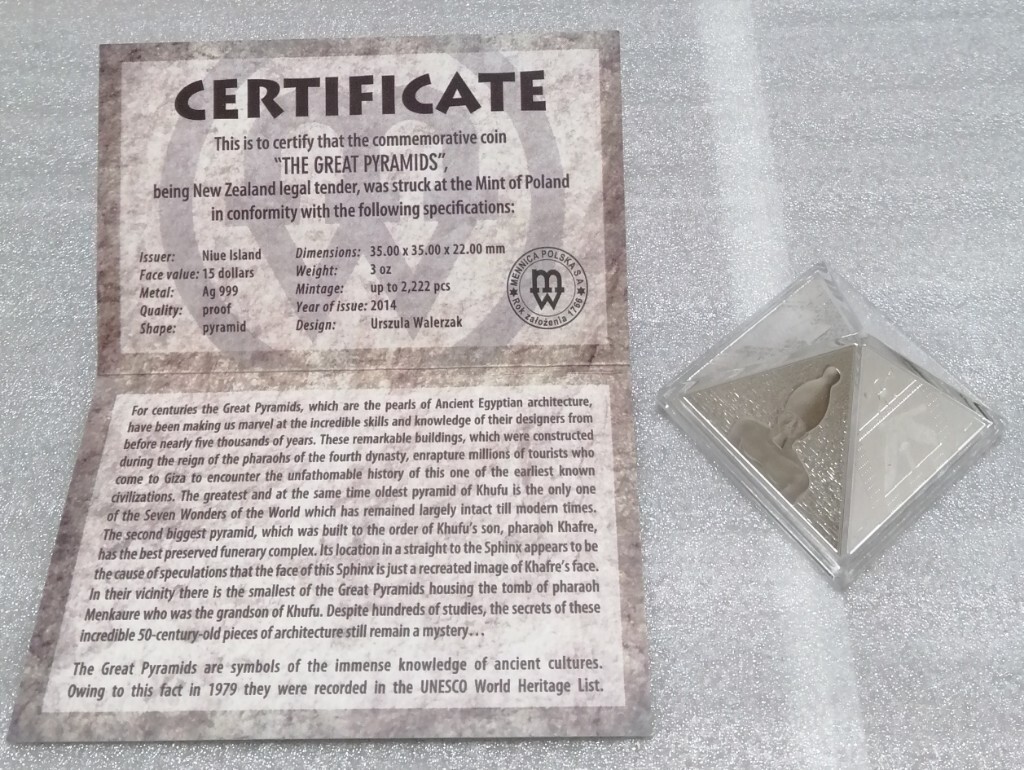 CERTIFICATE
This is to certify that the commemorative coin
"THE GREAT PYRAMIDS",
being New Zealand legal tender, was struck at the Mint of Poland
in conformity with the following specifications:
Issuer: Niue Island
Face value: 15 dollars
Metal: Ag 999
Quality: proof
Shape: pyramid
Dimensions: 35.00 x 35.00 x 22.00 mm
Weight: 3 oz
Mintage: up to 2,222 pcs
Year of issue: 2014
Design: Urszula Walerzak
MENNICA POLSKA S.A.
Rok założenia 1766
For centuries the Great Pyramids, which are the pearls of Ancient Egyptian architecture,
have been making us marvel at the incredible skills and knowledge of their designers from
before nearly five thousands of years. These remarkable buildings, which were constructed
during the reign of the pharaohs of the fourth dynasty, enrapture millions of tourists who
come to Giza to encounter the unfathomable history of this one of the earliest known
civilizations. The greatest and at the same time oldest pyramid of Khufu is the only one
of the Seven Wonders of the World which has remained largely intact till modern times.
The second biggest pyramid, which was built to the order of Khufu's son, pharaoh Khafre,
has the best preserved funerary complex. Its location in a straight to the Sphinx appears to be
the cause of speculations that the face of this Sphinx is just a recreated image of Khafre's face.
In their vicinity there is the smallest of the Great Pyramids housing the tomb of pharaoh
Menkaure who was the grandson of Khufu. Despite hundreds of studies, the secrets of these
incredible 50-century-old pieces of architecture still remain a mystery...
The Great Pyramids are symbols of the immense knowledge of ancient cultures.
Owing to this fact in 1979 they were recorded in the UNESCO World Heritage List.